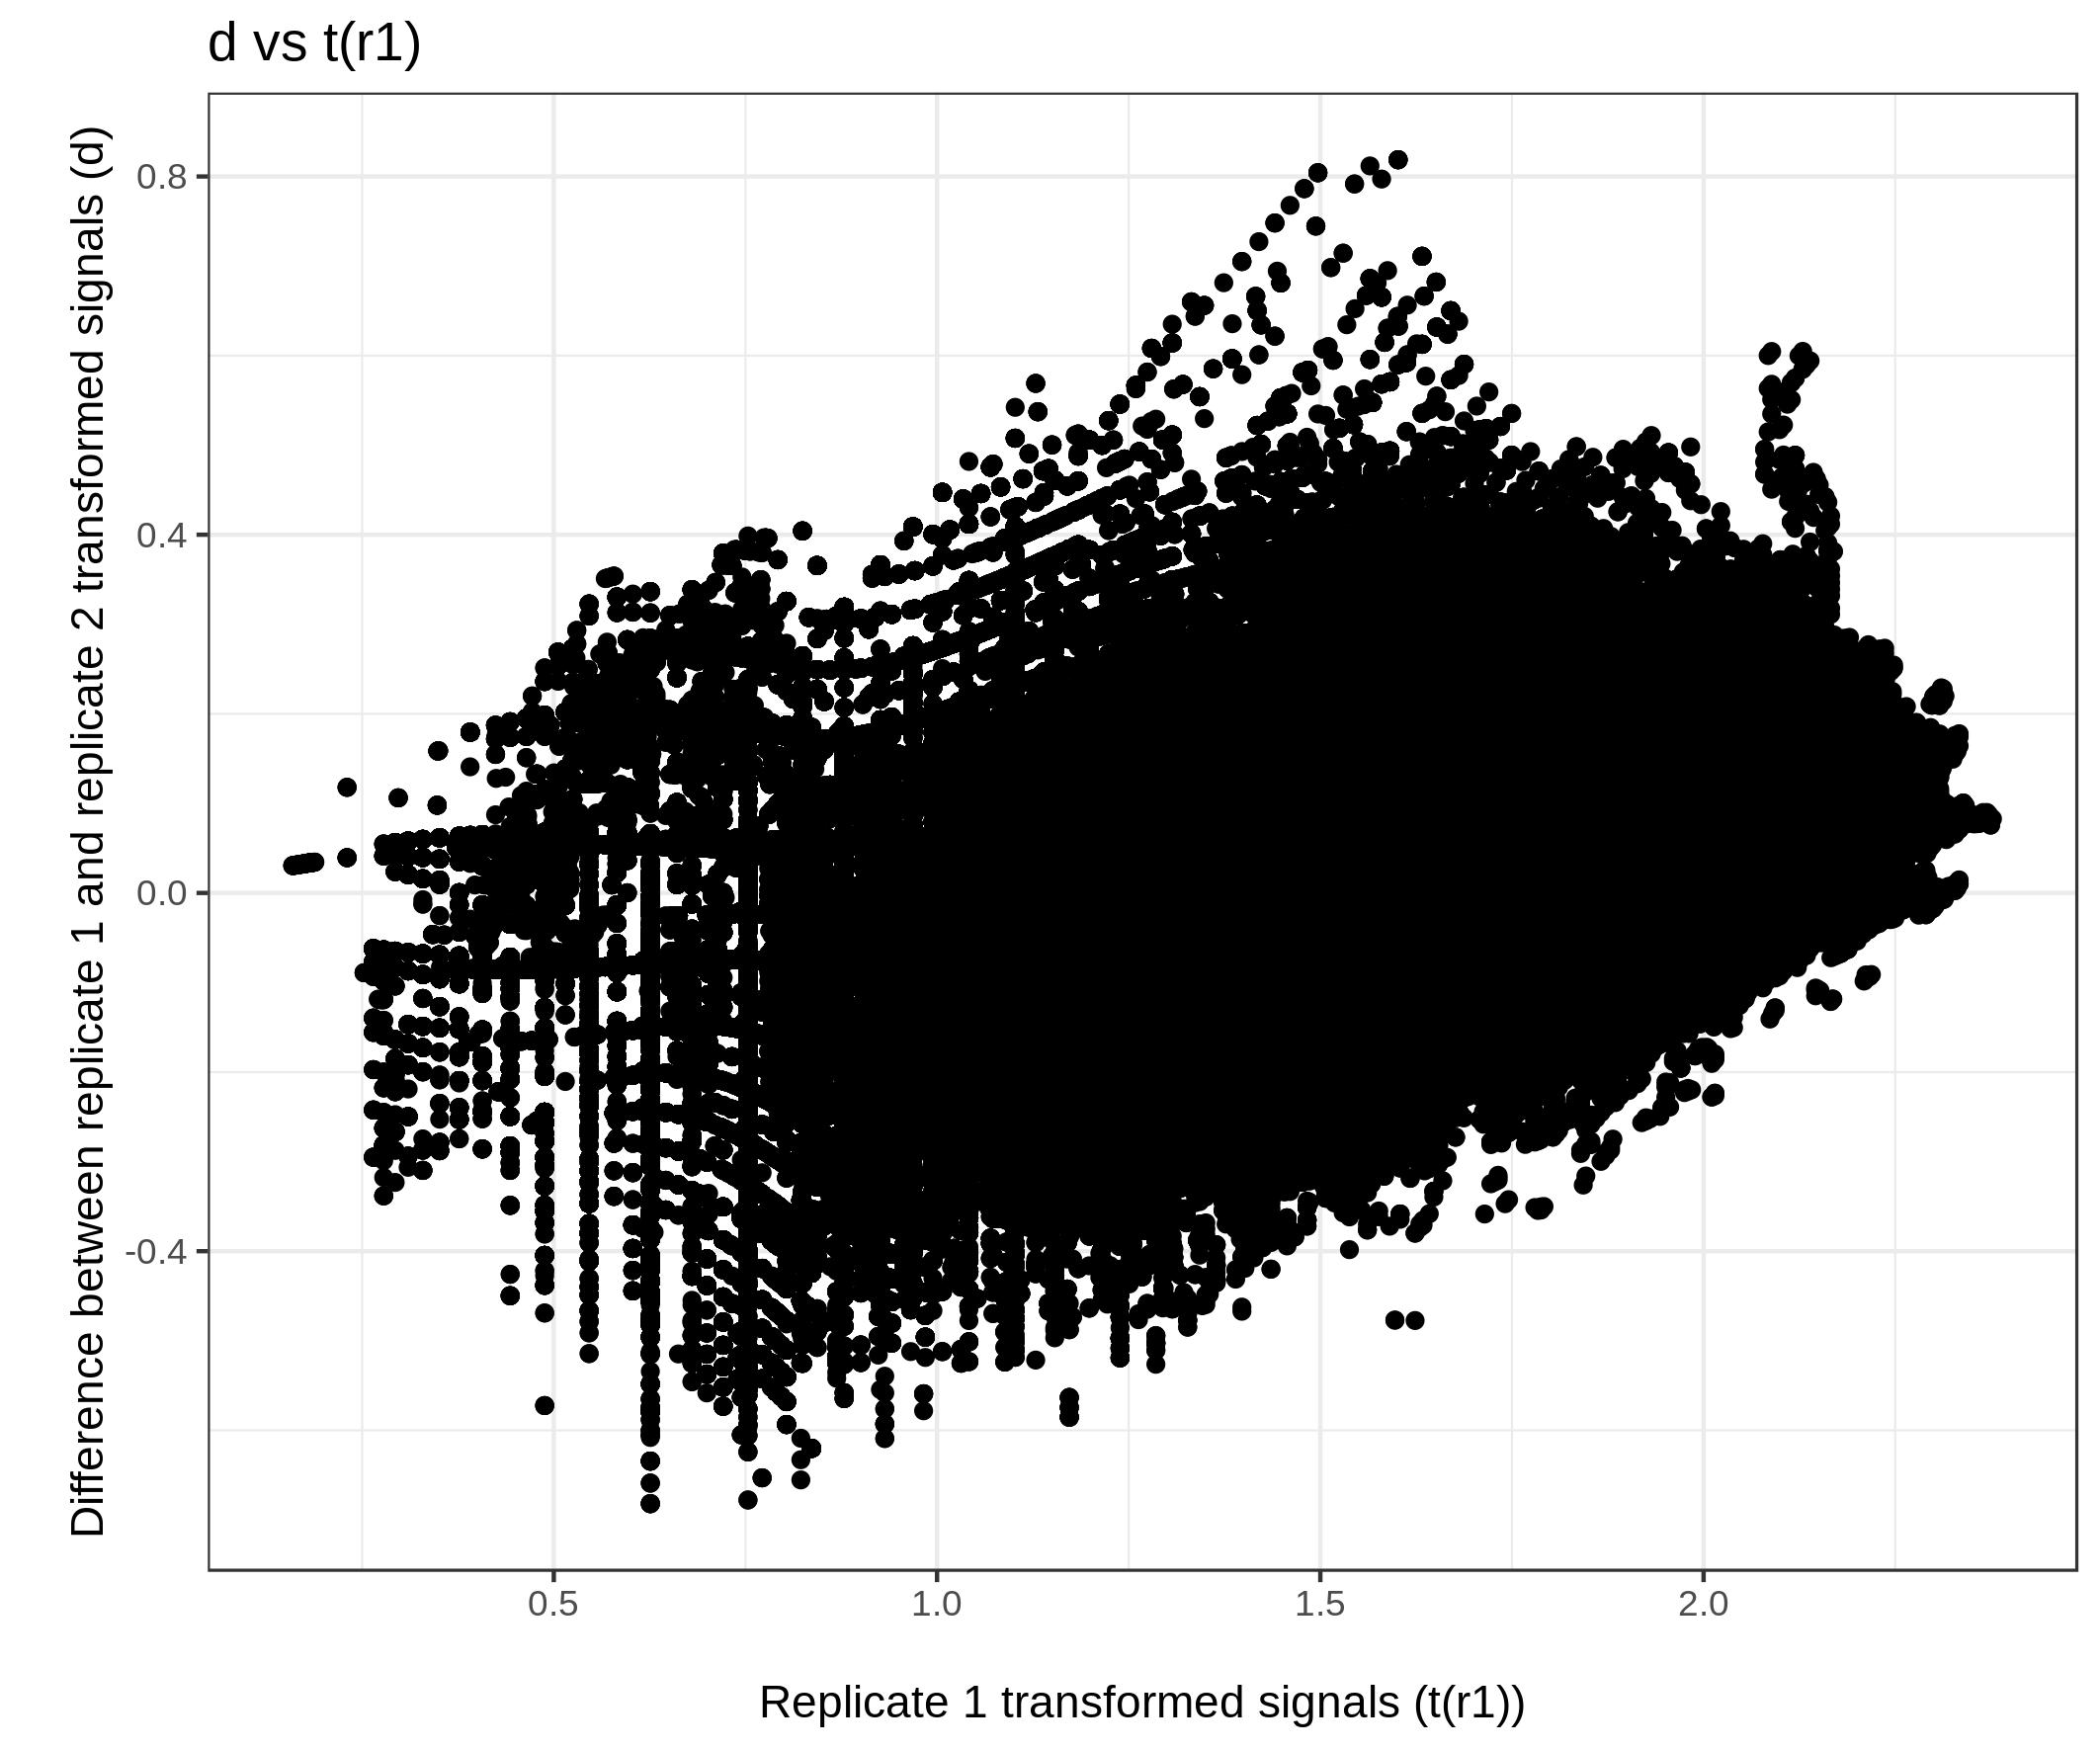 d vs t(r1)
Difference between replicate 1 and replicate 2 transformed signals (d)
0.8
0.4
0.0
-0.4
0.5 1.0 1.5 2.0
Replicate 1 transformed signals (t(r1))